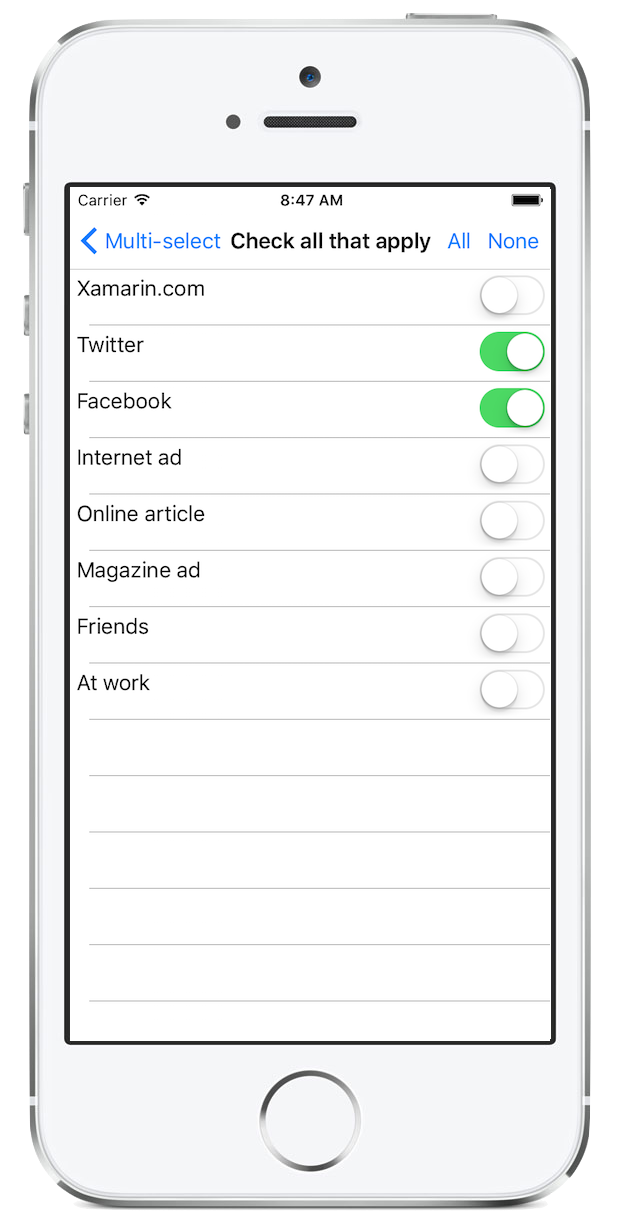 Carrier 8:47 AM
Multi-select Check all that apply All None
Xamarin.com
Twitter
Facebook
Internet ad
Online article
Magazine ad
Friends
At work